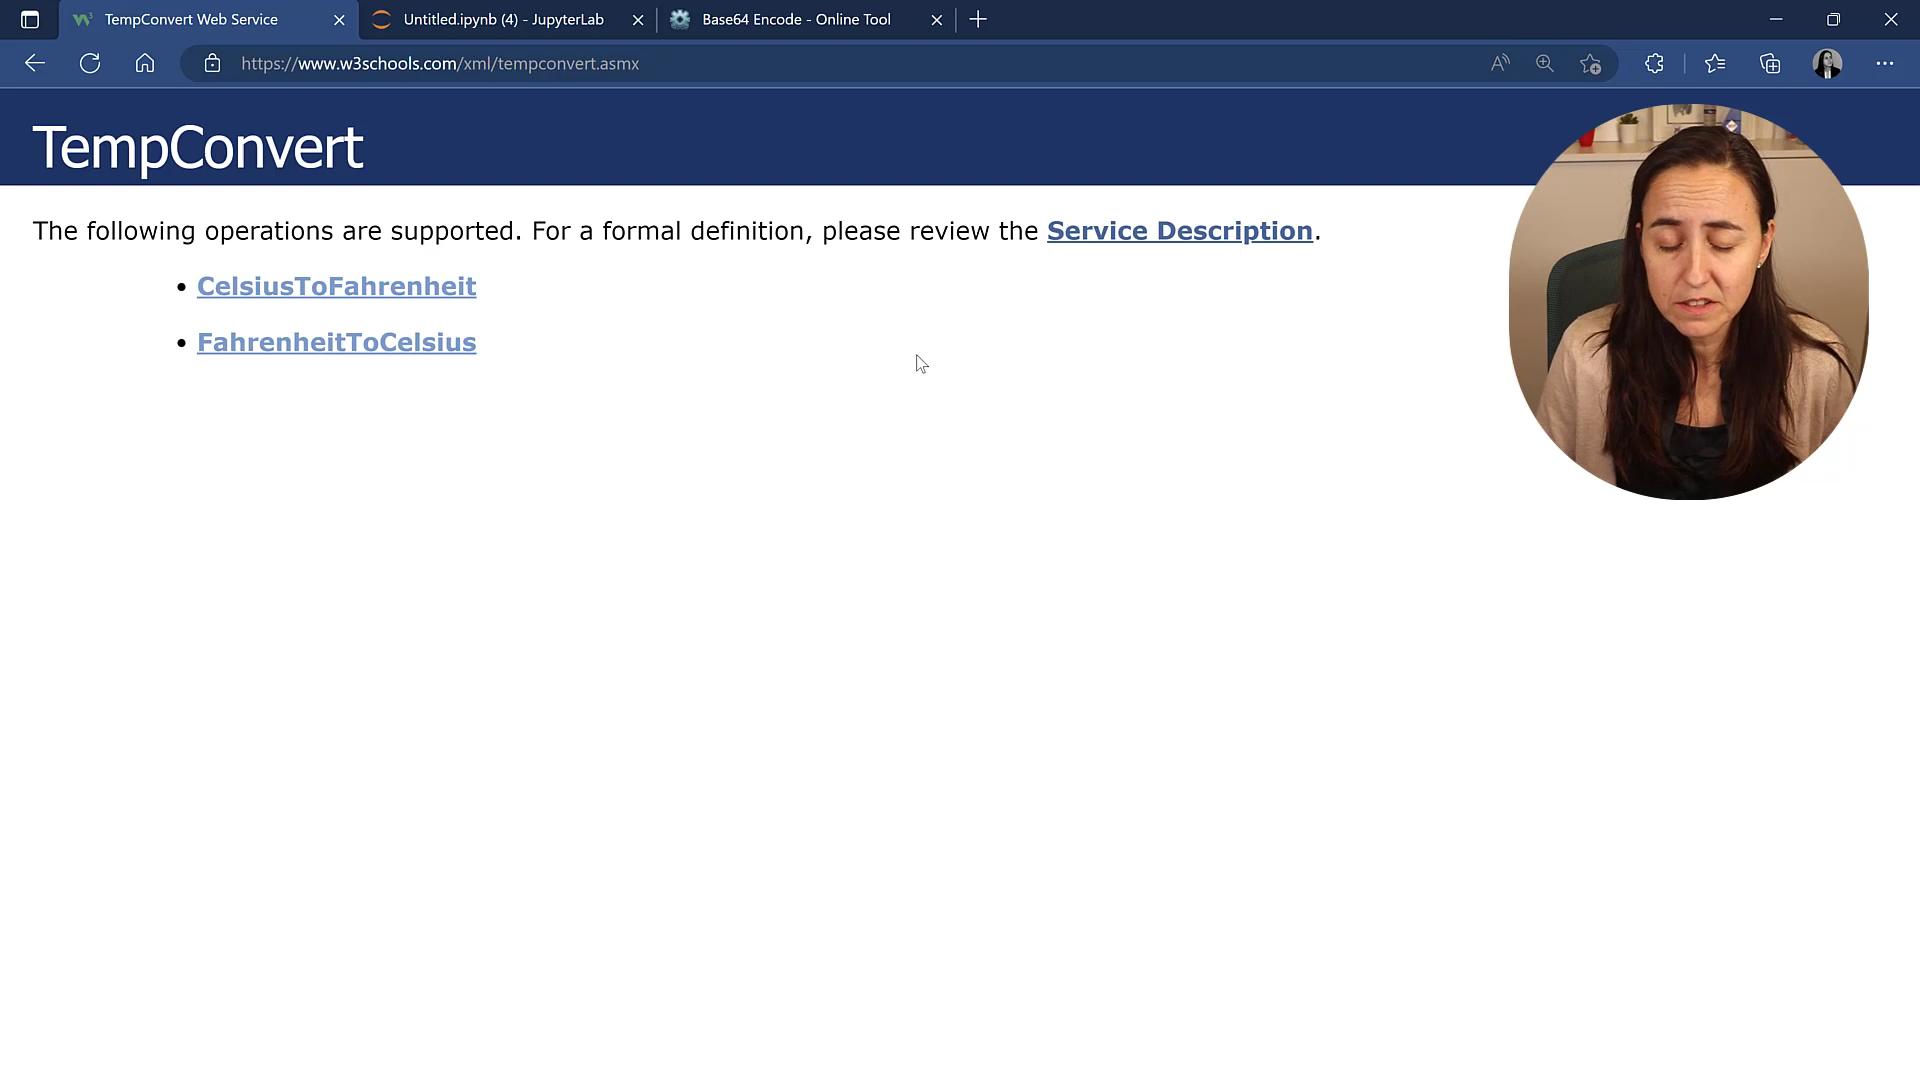 TempConvert Web Service
Untitled.ipynb (4) - JupyterLab
Base64 Encode - Online Tool
https://www.w3schools.com/xml/tempconvert.asmx
TempConvert
The following operations are supported. For a formal definition, please review the Service Description.
• CelsiusToFahrenheit
• FahrenheitToCelsius